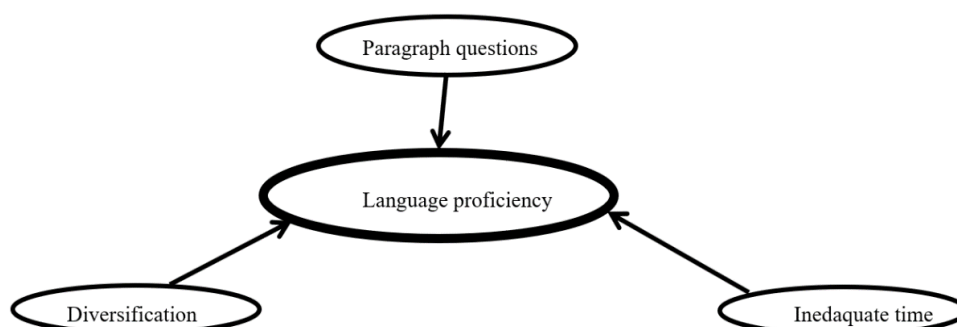 Paragraph questions
Language proficiency
Diversification
Inedaquate time